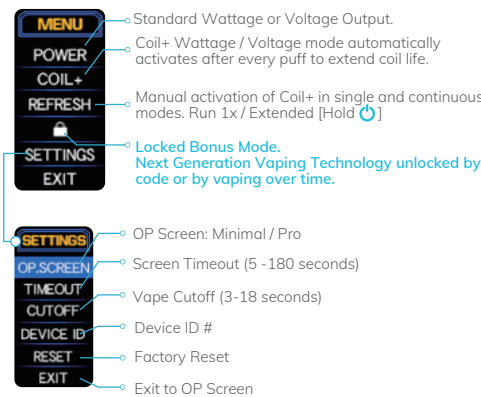 MENU
POWER
COIL+
REFRESH
SETTINGS
EXIT
Standard Wattage or Voltage Output.
Coil+ Wattage / Voltage mode automatically
activates after every puff to extend coil life.
Manual activation of Coil+ in single and continuous
modes. Run 1x / Extended [Hold ]
Locked Bonus Mode.
Next Generation Vaping Technology unlocked by
code or by vaping over time.
SETTINGS
OP.SCREEN
TIMEOUT
CUTOFF
DEVICE ID
RESET
EXIT
OP Screen: Minimal / Pro
Screen Timeout (5 -180 seconds)
Vape Cutoff (3-18 seconds)
Device ID #
Factory Reset
Exit to OP Screen